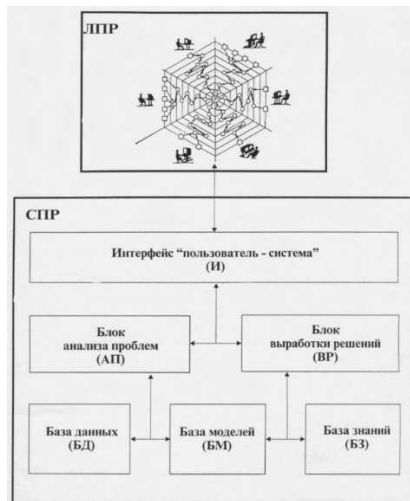 ЛПР
СПР
Интерфейс "пользователь - система"
(И)
Блок
анализа проблем
(АП)
Блок
выработки решений
(ВР)
База данных
(БД)
База моделей
(БМ)
База знаний
(БЗ)